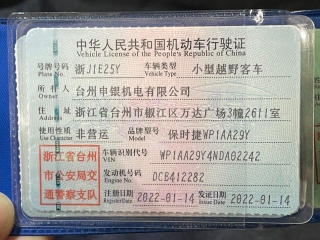 中华人民共和国机动车行驶证
Vehicle License of the People's Republic of China
号牌号码 Plate No. 浙J1E25Y 车辆类型 Vehicle Type 小型越野客车
所有人 Owner 台州申银机电有限公司
住址 Address 浙江省台州市椒江区万达广场3幢2611室
使用性质 Use Character 非营运 品牌型号 Model 保时捷WP1AA29Y
浙江省台州
市公安局交
通警察支队
车辆识别代号 VIN WP1AA29Y4NDA02242
发动机号码 Engine No. DCB412282
注册日期 Register Date 2022-01-14 发证日期 Issue Date 2022-01-14